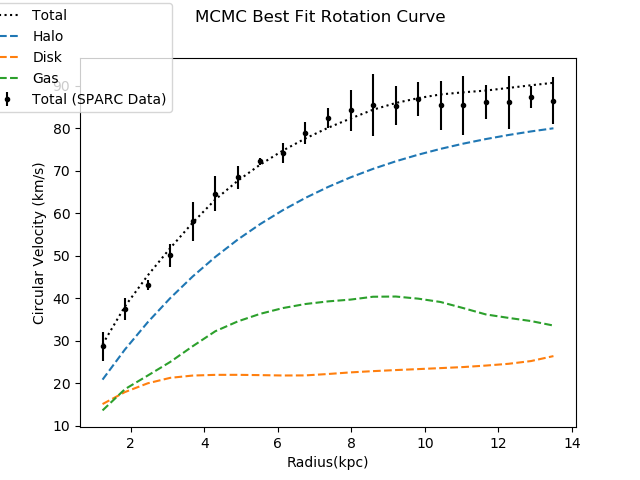 MCMC Best Fit Rotation Curve
Total
Halo
Disk
Gas
Total (SPARC Data)
90
80
70
60
50
40
30
20
10
Circular Velocity (km/s)
2
4
6
8
10
12
14
Radius(kpc)